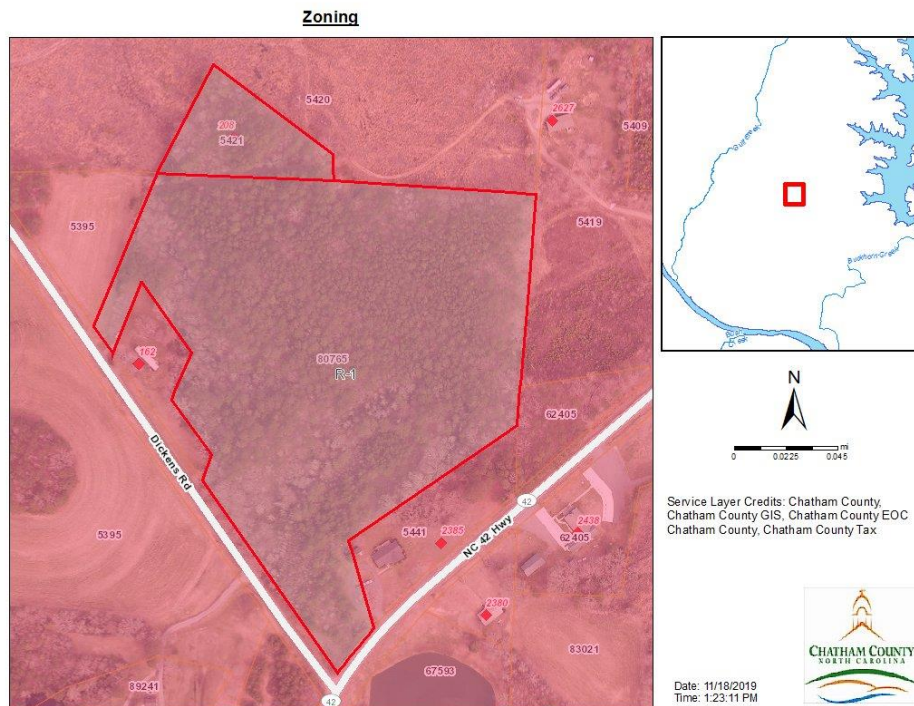 Zoning
5420
2627
5409
208
5421
5395
5419
162
80765
R-1
62405
Dickens Rd
42
5441
2385
NC 42 Hwy
2438
62405
5395
2380
83021
67593
89241
42
Buckhorn Creek
N
mi
0 0.0225 0.045
Service Layer Credits: Chatham County,
Chatham County GIS, Chatham County EOC
Chatham County, Chatham County Tax
CHATHAM COUNTY
NORTH CAROLINA
Date: 11/18/2019
Time: 1:23:11 PM